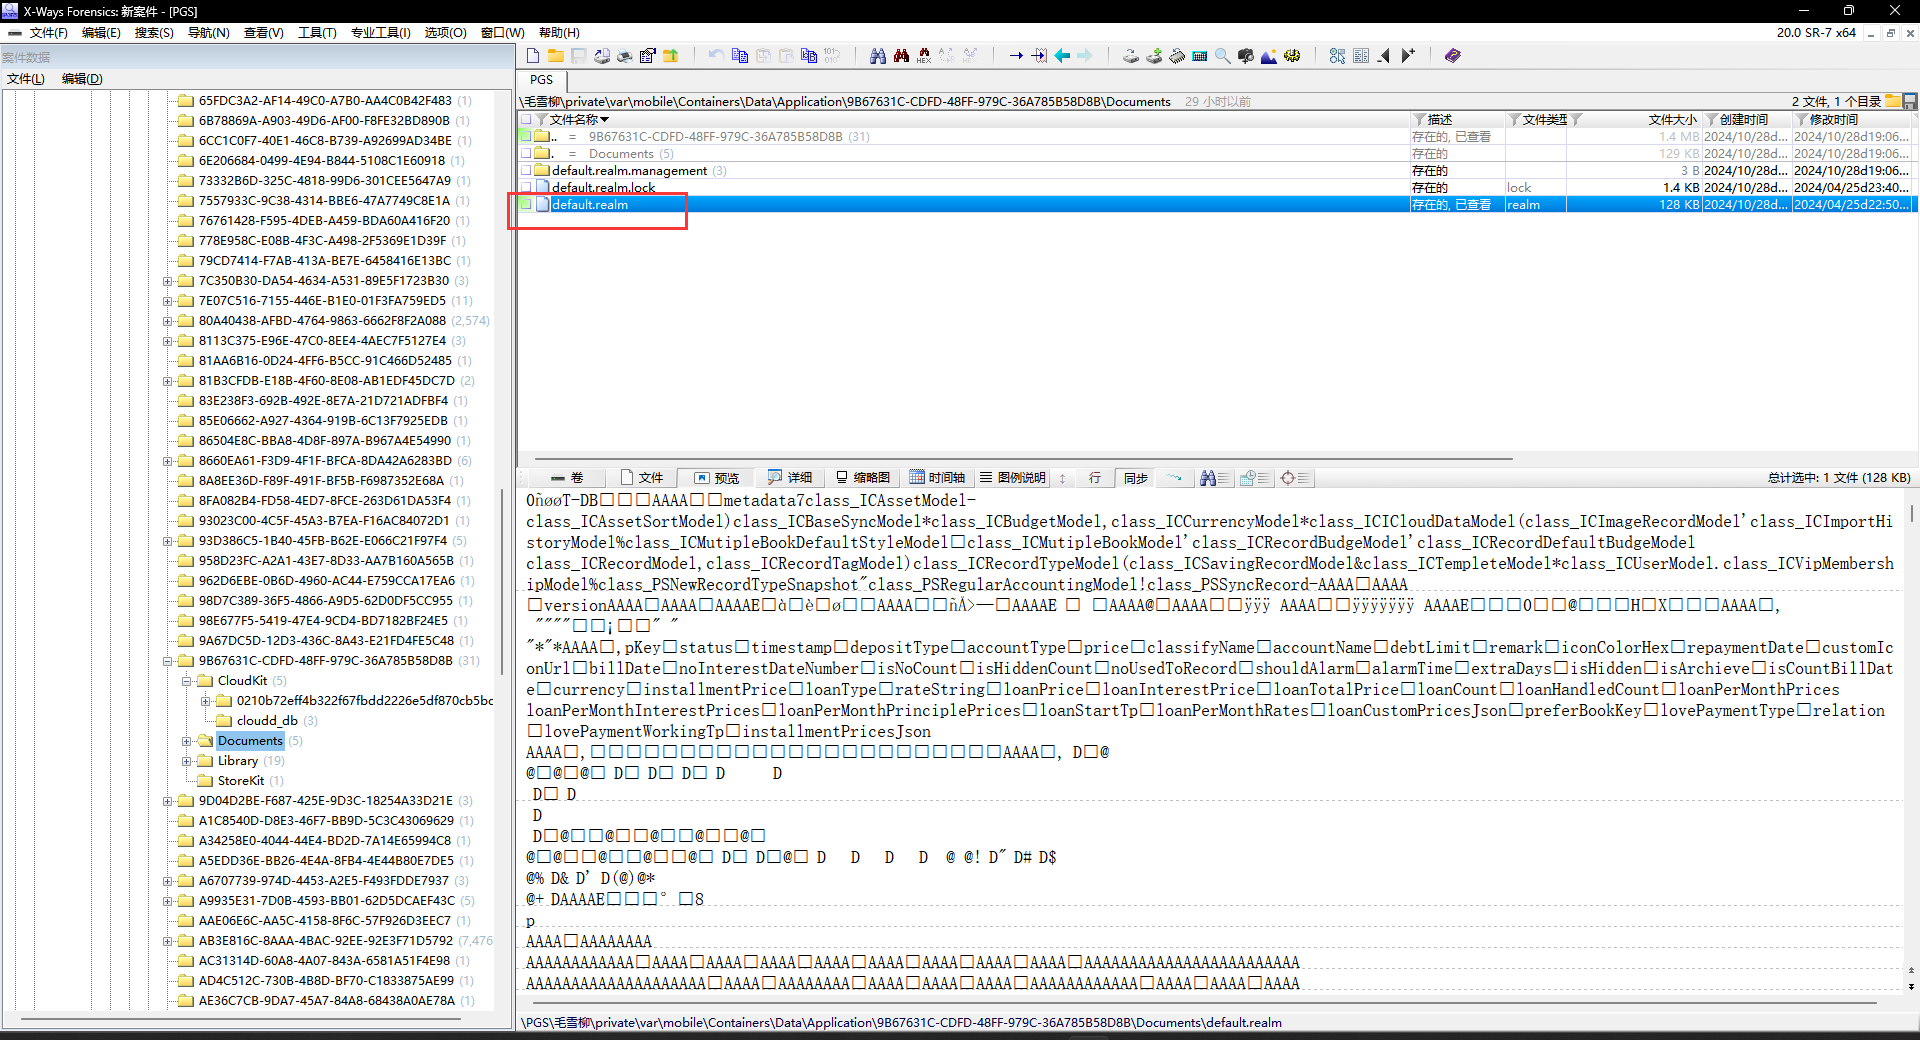 X-Ways Forensics: 新案件 - [PGS]
文件(F) 编辑(E) 搜索(S) 导航(N) 查看(V) 工具(T) 专业工具(I) 选项(O) 窗口(W) 帮助(H)
20.0 SR-7 x64
案件数据
文件(L) 编辑(D)
65FDC3A2-AF14-49C0-A7B0-AA4C0B42F483 (1)
6B78869A-A903-49D6-AF00-F8FE32BD890B (1)
6CC1C0F7-40E1-46C8-B739-A92699AD34BE (1)
6E206684-0499-4E94-B844-5108C1E60918 (1)
73332B6D-325C-4818-99D6-301CEE5647A9 (1)
7557933C-9C38-4314-BBE6-47A7749C8E1A (1)
76761428-F595-4DEB-A459-BDA60A416F20 (1)
778E958C-E08B-4F3C-A498-2F5369E1D39F (1)
79CD7414-F7AB-413A-BE7E-6458416E13BC (1)
7C350B30-DA54-4634-A531-89E5F1723B30 (3)
7E07C516-7155-446E-B1E0-01F3FA759ED5 (11)
80A40438-AFBD-4764-9863-6662F8F2A088 (2,574)
8113C375-E96E-47C0-8EE4-4AEC7F5127E4 (3)
81AA6B16-0D24-4FF6-B5CC-91C466D52485 (1)
81B3CFDB-E18B-4F60-8E08-AB1EDF45DC7D (2)
83E238F3-692B-492E-8E7A-21D721ADFBF4 (1)
85E06662-A927-4364-919B-6C13F7925EDB (1)
86504E8C-BBA8-4D8F-897A-B967A4E54990 (1)
8660EA61-F3D9-4F1F-BFCA-8DA42A6283BD (6)
8A8EE36D-F89F-491F-BF5B-F6987352E68A (1)
8FA082B4-FD58-4ED7-8FCE-263D61DA53F4 (1)
93023C00-4C5F-45A3-B7EA-F16AC84072D1 (1)
93D386C5-1B40-45FB-B62E-E066C21F97F4 (5)
958D23FC-A2A1-43E7-8D33-AA7B160A565B (1)
962D6EBE-0B6D-4960-AC44-E759CCA17EA6 (1)
98D7C389-36F5-4866-A9D5-62D0DF5CC955 (1)
98E677F5-5419-47E4-9CD4-BD7182BF24E5 (1)
9A67DC5D-12D3-436C-8A43-E21FD4FE5C48 (1)
9B67631C-CDFD-48FF-979C-36A785B58D8B (31)
CloudKit (5)
0210b72eff4b322f67fbdd2226e5df870cb5bc
cloudd_db (3)
Documents (5)
Library (19)
StoreKit (1)
9D04D2BE-F687-425E-9D3C-18254A33D21E (3)
A1C8540D-D8E3-46F7-BB9D-5C3C43069629 (1)
A34258E0-4044-44E4-BD2D-7A14E65994C8 (1)
A5EDD36E-BB26-4E4A-8FB4-4E44B80E7DE5 (1)
A6707739-974D-4453-A2E5-F493FDDE7937 (3)
A9935E31-7D0B-4593-BB01-62D5DCAEF43C (5)
AAE06E6C-AA5C-4158-8F6C-57F926D3EEC7 (1)
AB3E816C-8AAA-4BAC-92EE-92E3F71D5792 (7,476
AC31314D-60A8-4A07-843A-6581A51F4E98 (1)
AD4C512C-730B-4B8D-BF70-C1833875AE99 (1)
AE36C7CB-9DA7-45A7-84A8-68438A0AE78A (1)
PGS
\毛雪柳\private\var\mobile\Containers\Data\Application\9B67631C-CDFD-48FF-979C-36A785B58D8B\Documents 29 小时以前 2 文件, 1 个目录
文件名称 描述 文件类型 文件大小 创建时间 修改时间
.. = 9B67631C-CDFD-48FF-979C-36A785B58D8B (31) 存在的, 已查看 1.4 MB 2024/10/28d... 2024/10/28d19:06...
. = Documents (5) 存在的 129 KB 2024/10/28d... 2024/10/28d19:06...
default.realm.management (3) 存在的 3 B 2024/10/28d... 2024/10/28d19:06...
default.realm.lock 存在的 lock 1.4 KB 2024/10/28d... 2024/04/25d23:40...
default.realm 存在的, 已查看 realm 128 KB 2024/10/28d... 2024/04/25d22:50...
卷 文件 预览 详细 缩略图 时间轴 图例说明 行 同步 总计选中: 1 文件 (128 KB)
0ñøøT-DB□□□AAAA□□metadata7class_ICAssetModel-
class_ICAssetSortModel)class_ICBaseSyncModel*class_ICBudgetModel,class_ICCurrencyModel*class_ICICloudDataModel(class_ICImageRecordModel'class_ICImportHi
storyModel%class_ICMutipleBookDefaultStyleModel□class_ICMutipleBookModel'class_ICRecordBudgeModel'class_ICRecordDefaultBudgeModel
class_ICRecordModel,class_ICRecordTagModel)class_ICRecordTypeModel(class_ICSavingRecordModel&class_ICTempleteModel*class_ICUserModel.class_ICVipMembersh
ipModel%class_PSNewRecordTypeSnapshot"class_PSRegularAccountingModel!class_PSSyncRecord-AAAA□AAAA
□versionAAAA□AAAA□AAAAE□à□è□ø□□AAAA□□ñÅ>—□AAAAE □ □AAAA@□AAAA□□ÿÿÿ AAAA□□ÿÿÿÿÿÿÿ AAAAE□□□0□□@□□□H□X□□□AAAA□,
""""□□¡□□" "
"*"*AAAA□,pKey□status□timestamp□depositType□accountType□price□classifyName□accountName□debtLimit□remark□iconColorHex□repaymentDate□customIc
onUrl□billDate□noInterestDateNumber□isNoCount□isHiddenCount□noUsedToRecord□shouldAlarm□alarmTime□extraDays□isHidden□isArchieve□isCountBillDat
e□currency□installmentPrice□loanType□rateString□loanPrice□loanInterestPrice□loanTotalPrice□loanCount□loanHandledCount□loanPerMonthPrices
loanPerMonthInterestPrices□loanPerMonthPrinciplePrices□loanStartTp□loanPerMonthRates□loanCustomPricesJson□preferBookKey□lovePaymentType□relation
□lovePaymentWorkingTp□installmentPricesJson
AAAA□,□□□□□□□□□□□□□□□□□□□□□□□AAAA□, D□@
@□@□@□ D□ D□ D□ D D
D□ D
D
D□@□□@□□@□□@□□@□
@□@□□@□□@□□@□ D□ D□@□ D D D D @ @! D" D# D$
@% D& D' D(@)@*
@+ DAAAAE□□□° □8
p
AAAA□AAAAAAAA
AAAAAAAAAAAA□AAAA□AAAA□AAAA□AAAA□AAAA□AAAA□AAAA□AAAA□AAAAAAAAAAAAAAAAAAAAAAAA
AAAAAAAAAAAAAAAAAAAA□AAAA□AAAAAAAA□AAAA□AAAA□AAAA□AAAAAAAAAAAA□AAAA□AAAA□AAAA
\PGS\毛雪柳\private\var\mobile\Containers\Data\Application\9B67631C-CDFD-48FF-979C-36A785B58D8B\Documents\default.realm